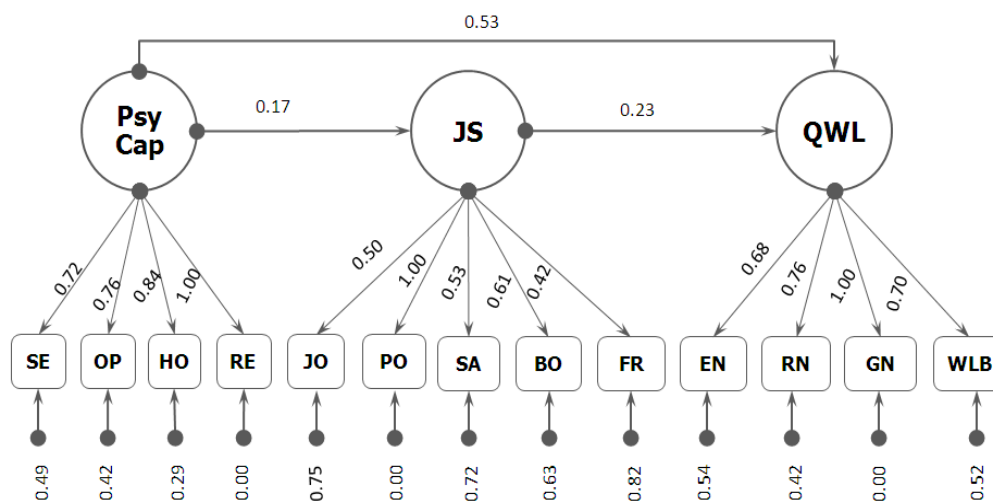 0.53
Psy
Cap
0.17
JS
0.23
QWL
0.72
0.76
0.84
1.00
0.50
1.00
0.53
0.61
0.42
0.68
0.76
1.00
0.70
SE
OP
HO
RE
JO
PO
SA
BO
FR
EN
RN
GN
WLB
0.49
0.42
0.29
0.00
0.75
0.00
0.72
0.63
0.82
0.54
0.42
0.00
0.52